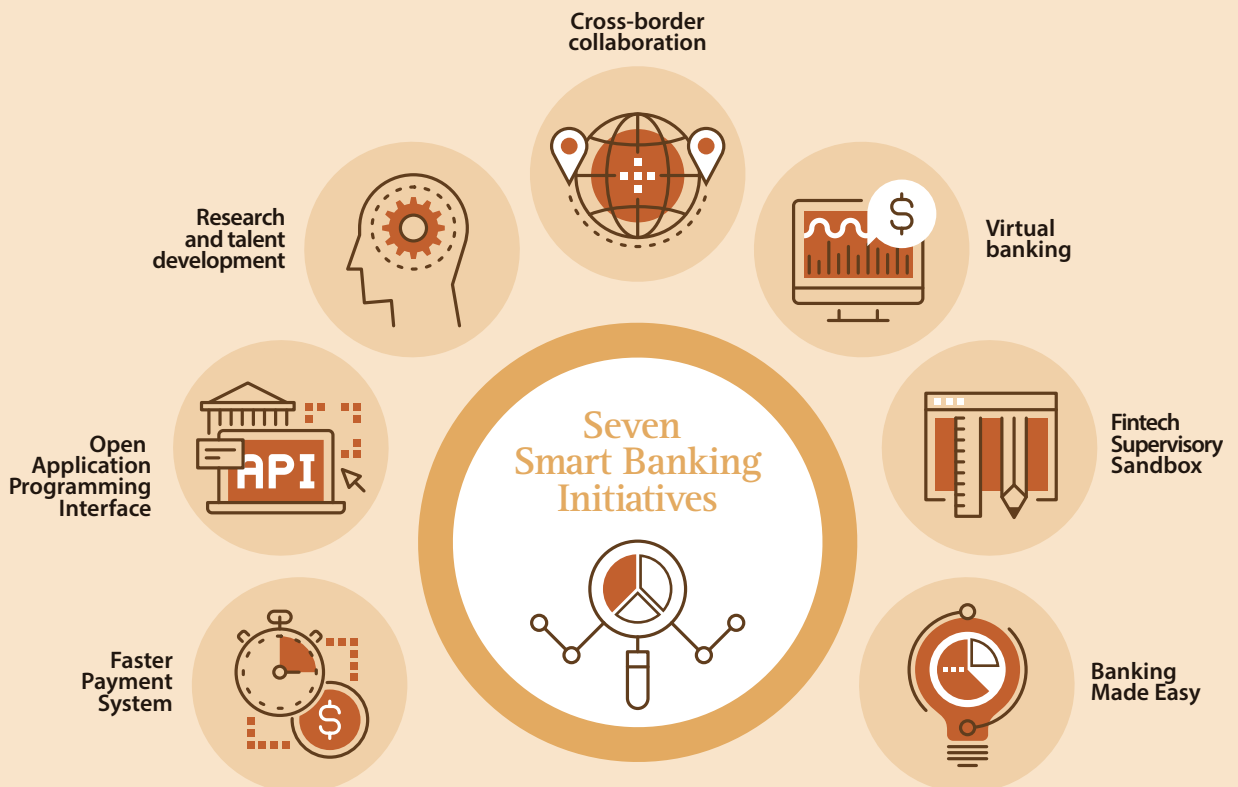 Cross-border
collaboration
Research
and talent
development
Virtual
banking
Open
Application
Programming
Interface
API
Fintech
Supervisory
Sandbox
Seven
Smart Banking
Initiatives
Faster
Payment
System
$
$
Banking
Made Easy